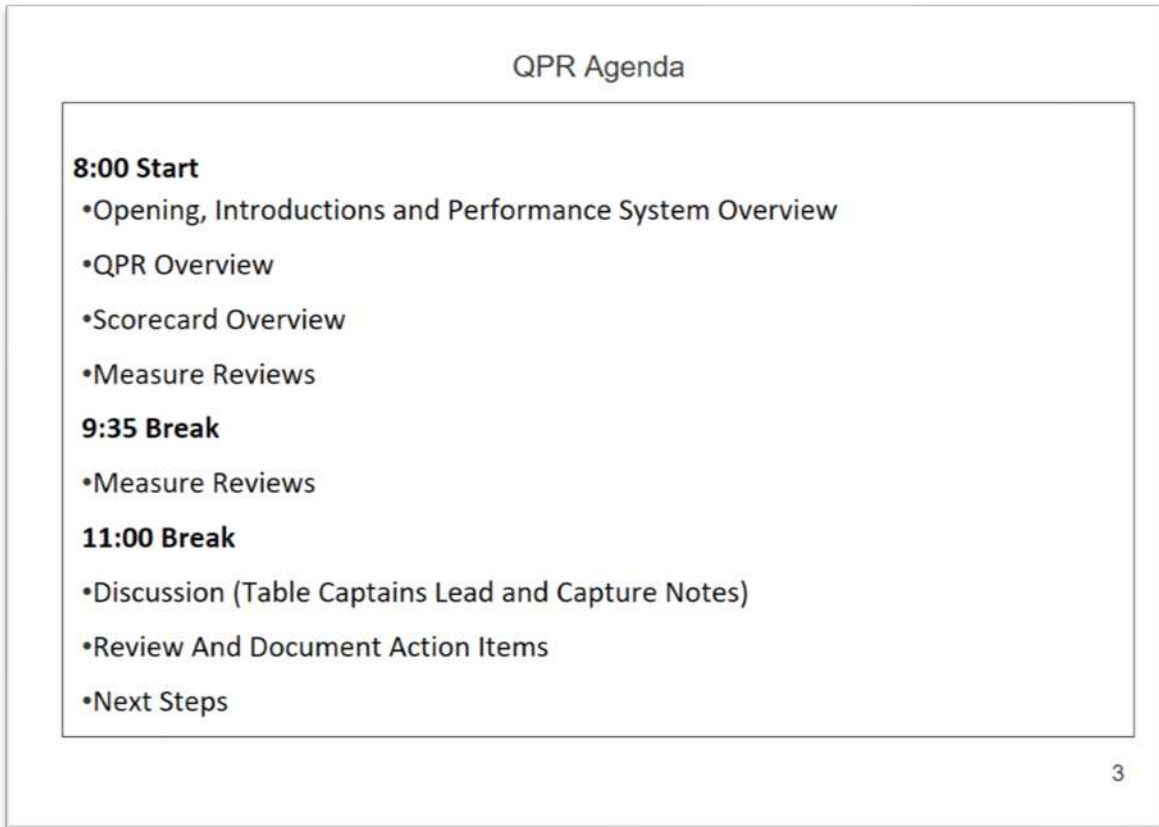 QPR Agenda
8:00 Start
•Opening, Introductions and Performance System Overview
•QPR Overview
•Scorecard Overview
•Measure Reviews
9:35 Break
•Measure Reviews
11:00 Break
•Discussion (Table Captains Lead and Capture Notes)
•Review And Document Action Items
•Next Steps
3